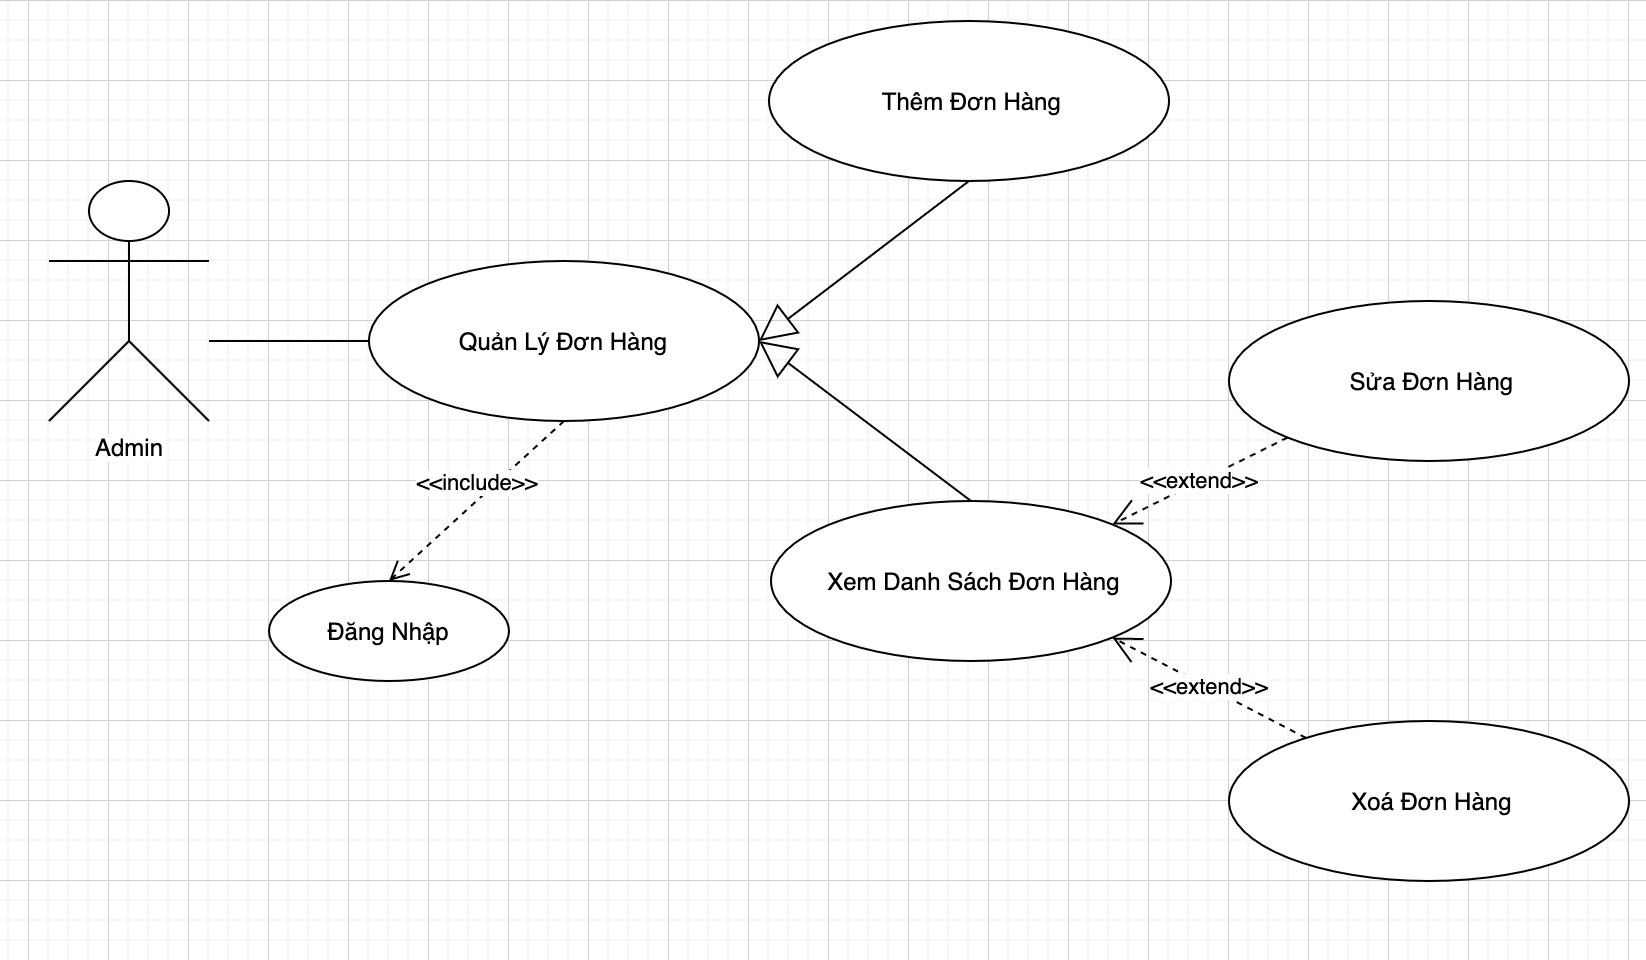 Thêm Đơn Hàng
Quản Lý Đơn Hàng
Sửa Đơn Hàng
Admin
<<include>>
<<extend>>
Xem Danh Sách Đơn Hàng
Đăng Nhập
<<extend>>
Xoá Đơn Hàng